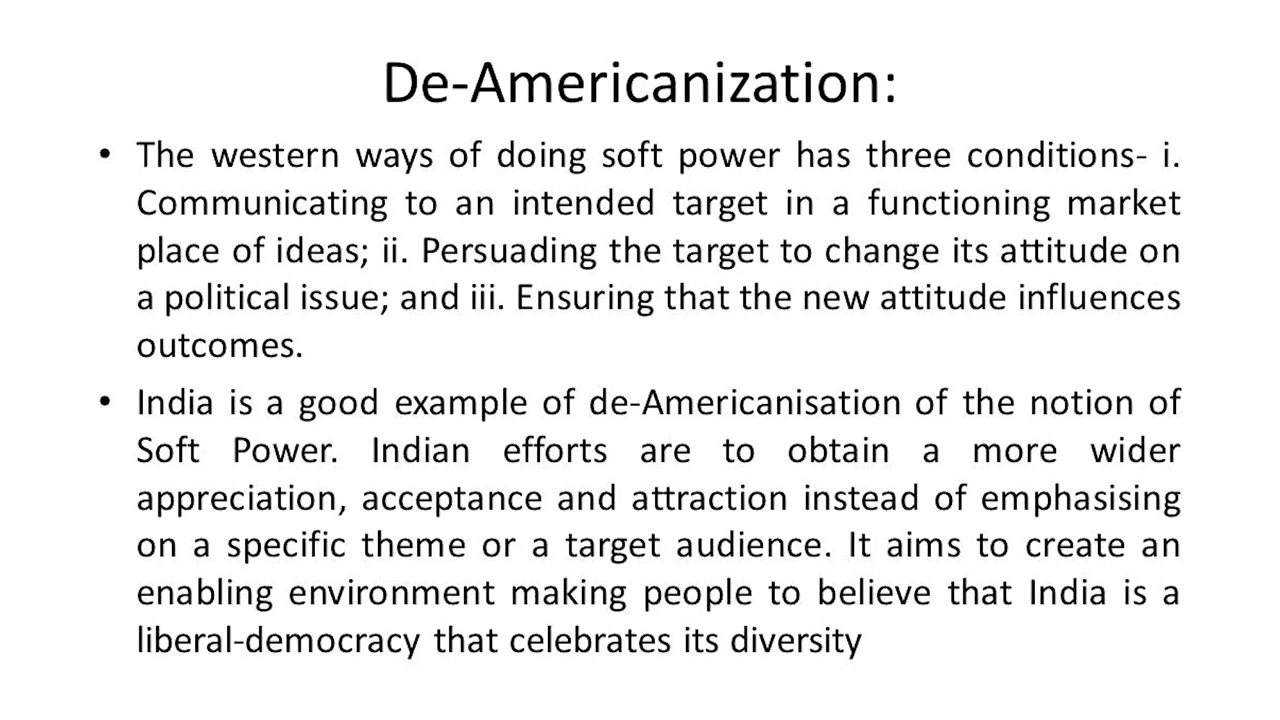 De-Americanization:
• The western ways of doing soft power has three conditions- i.
Communicating to an intended target in a functioning market
place of ideas; ii. Persuading the target to change its attitude on
a political issue; and iii. Ensuring that the new attitude influences
outcomes.
• India is a good example of de-Americanisation of the notion of
Soft Power. Indian efforts are to obtain a more wider
appreciation, acceptance and attraction instead of emphasising
on a specific theme or a target audience. It aims to create an
enabling environment making people to believe that India is a
liberal-democracy that celebrates its diversity